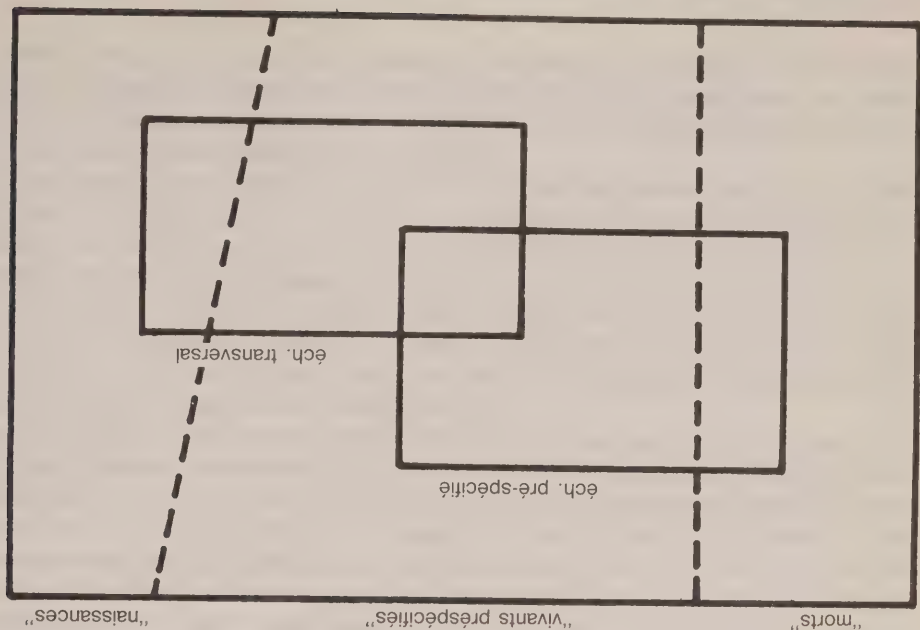 "morts" "vivants préspécifiés" "naissances"
éch. pré-spécifié
éch. transversal